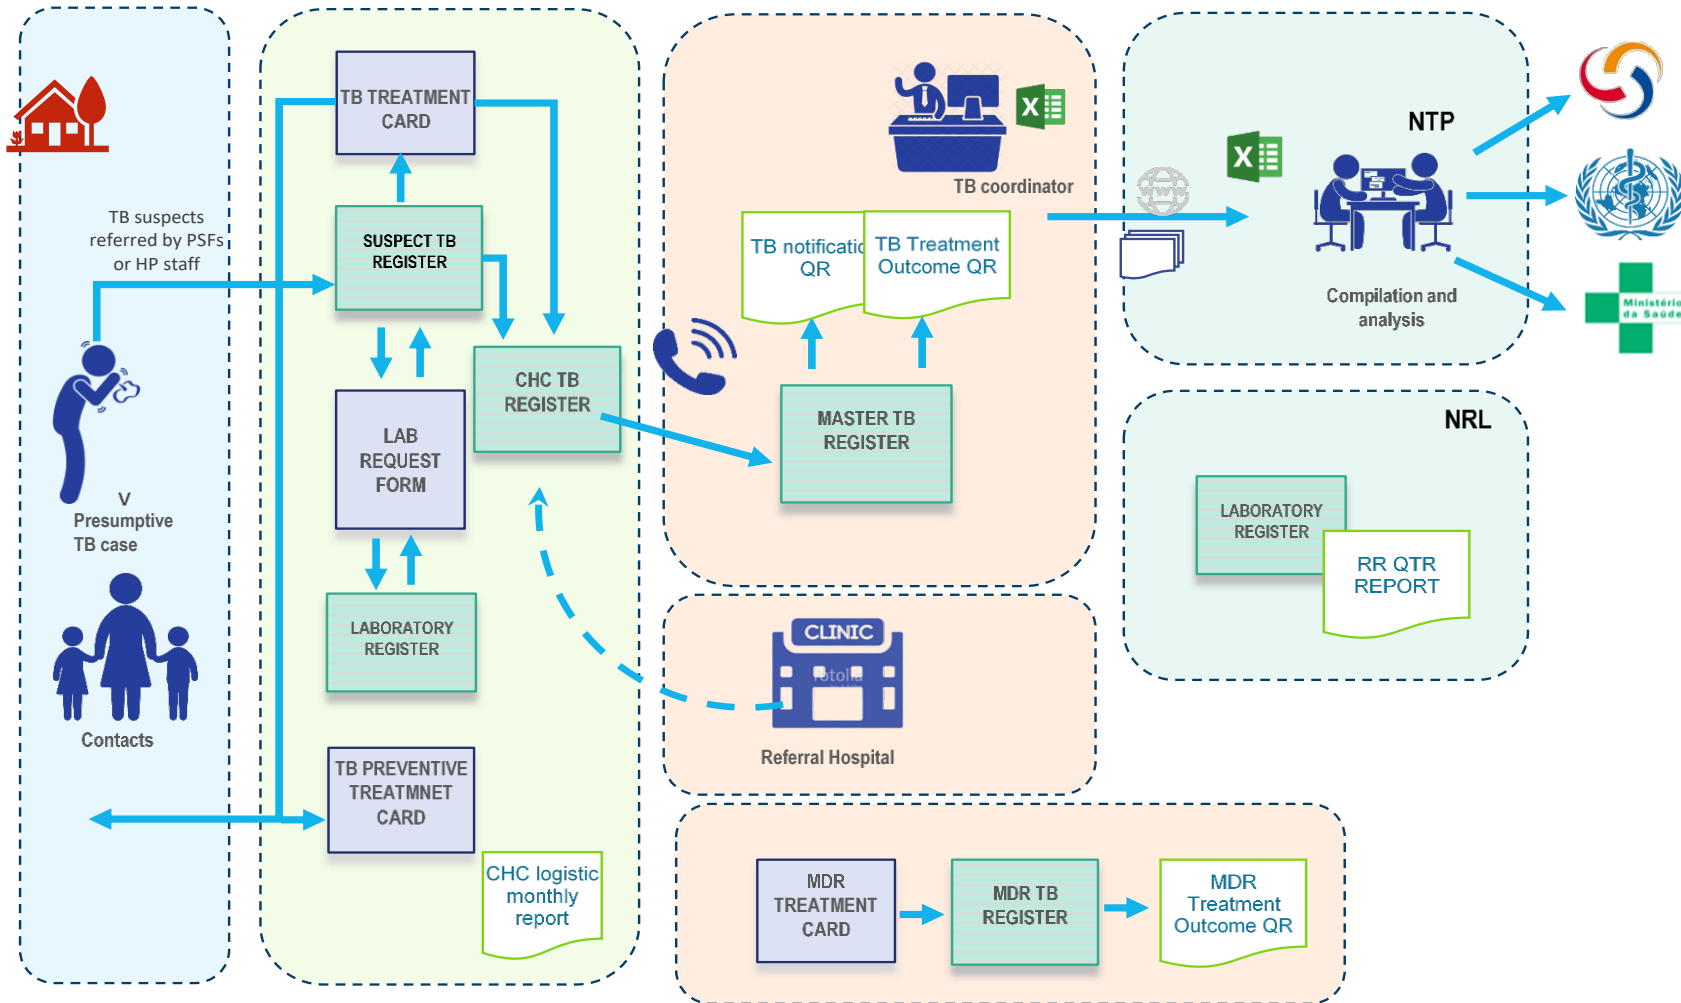 TB suspects
referred by PSFs
or HP staff
V
Presumptive
TB case
Contacts
TB TREATMENT
CARD
SUSPECT TB
REGISTER
CHC TB
REGISTER
LAB
REQUEST
FORM
LABORATORY
REGISTER
TB PREVENTIVE
TREATMNET
CARD
CHC logistic
monthly
report
TB coordinator
TB notificatio
QR
TB Treatment
Outcome QR
MASTER TB
REGISTER
CLINIC
fotolia
Referral Hospital
MDR
TREATMENT
CARD
MDR TB
REGISTER
MDR
Treatment
Outcome QR
X
www
X
NTP
Compilation and
analysis
Ministério
da Saúde
NRL
LABORATORY
REGISTER
RR QTR
REPORT